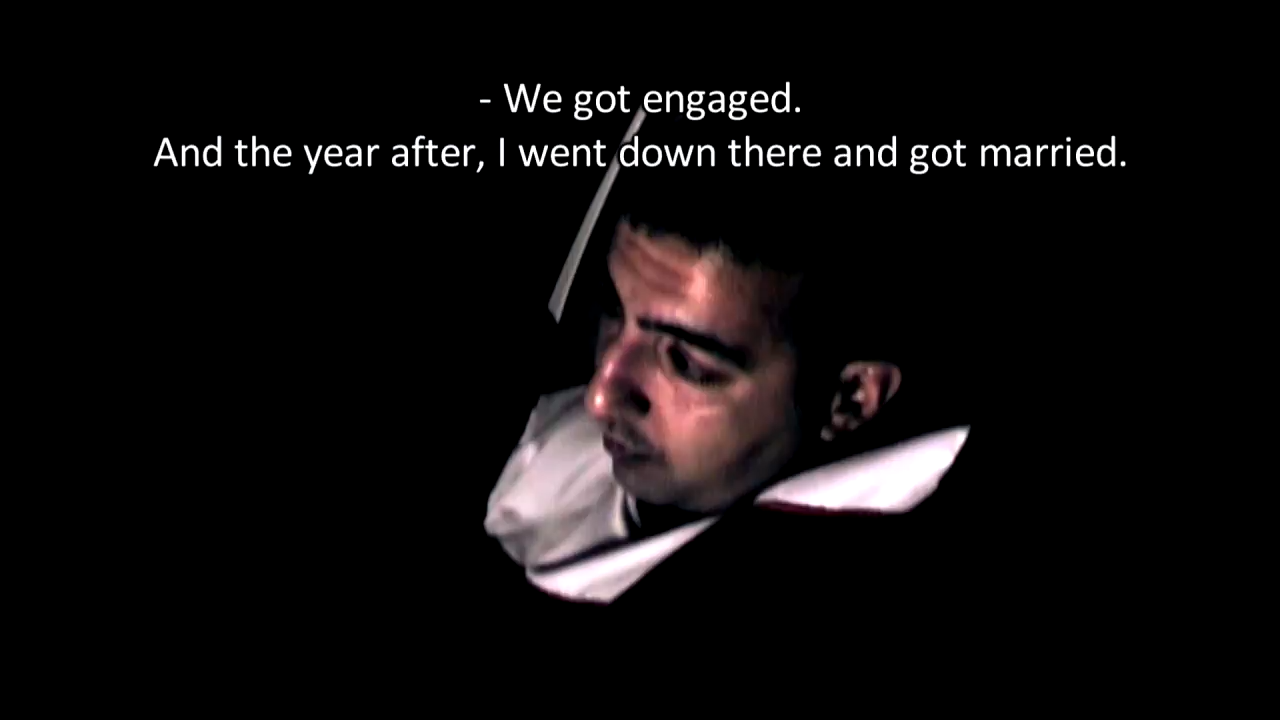 - We got engaged.
And the year after, I went down there and got married.